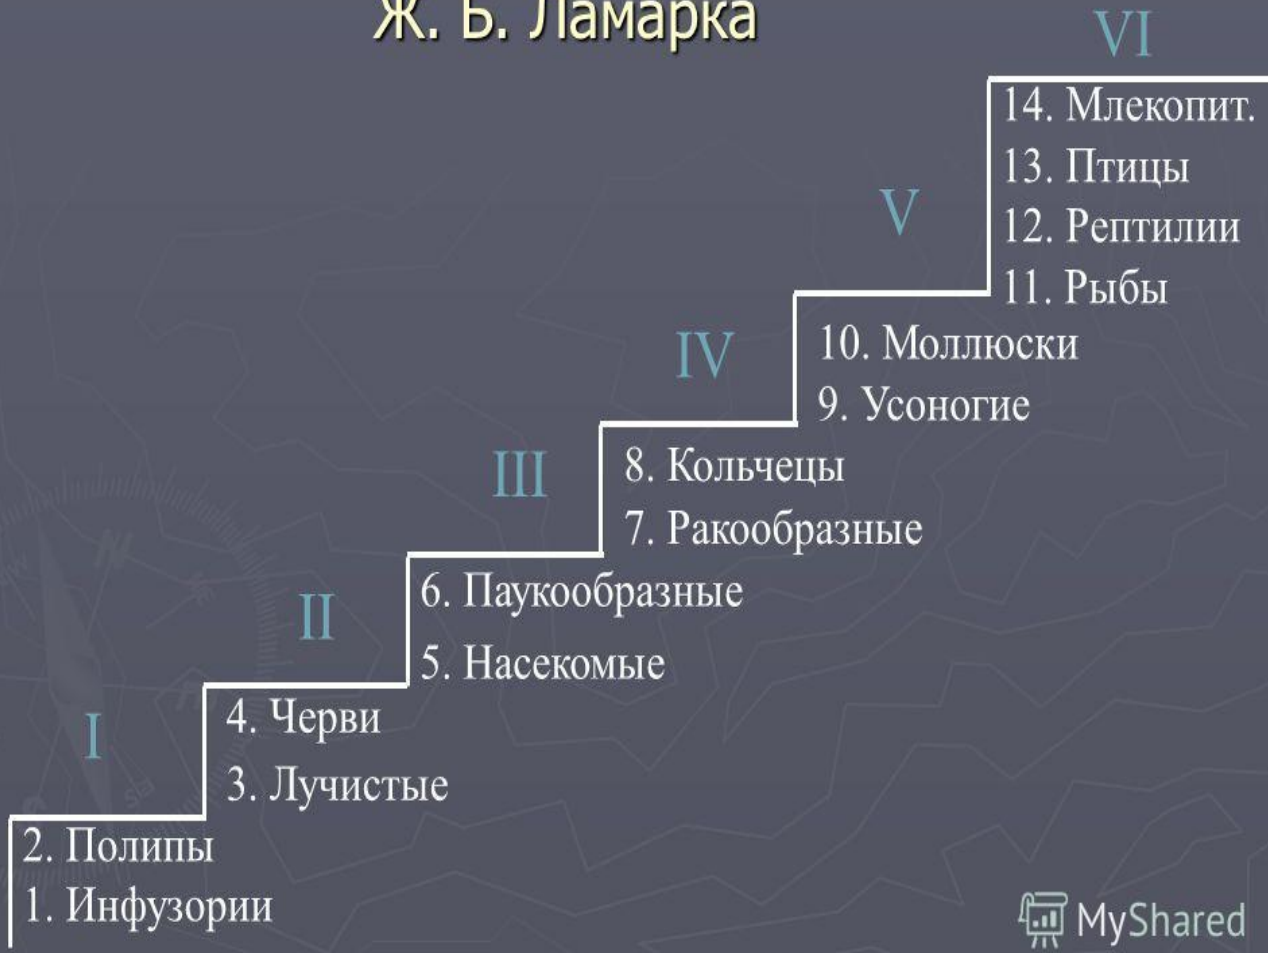 Ж. Б. Ламарка
VI
14. Млекопит.
13. Птицы
12. Рептилии
11. Рыбы
V
10. Моллюски
9. Усоногие
IV
8. Кольчецы
7. Ракообразные
III
6. Паукообразные
5. Насекомые
II
4. Черви
3. Лучистые
I
2. Полипы
1. Инфузории
MyShared